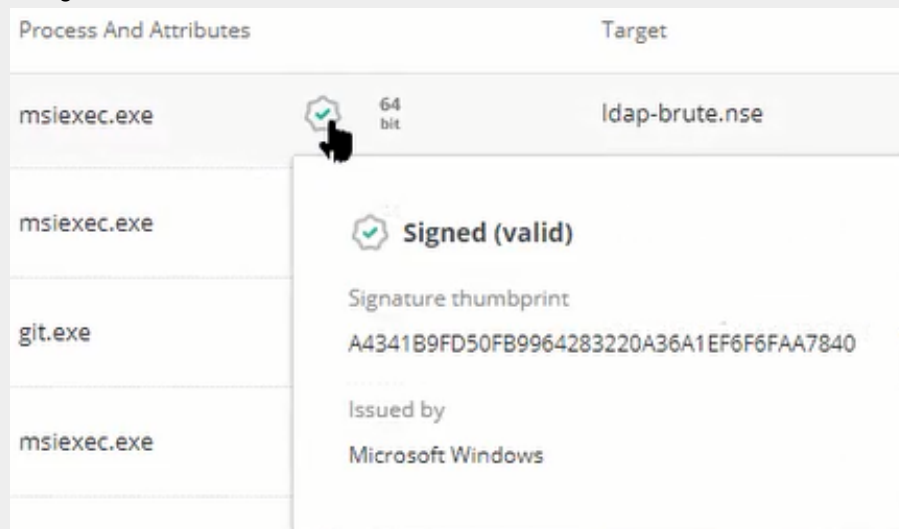 Process And Attributes Target
msiexec.exe 64 bit ldap-brute.nse
msiexec.exe
Signed (valid)
Signature thumbprint
git.exe
A4341B9FD50FB9964283220A36A1EF6F6FAA7840
Issued by
msiexec.exe
Microsoft Windows